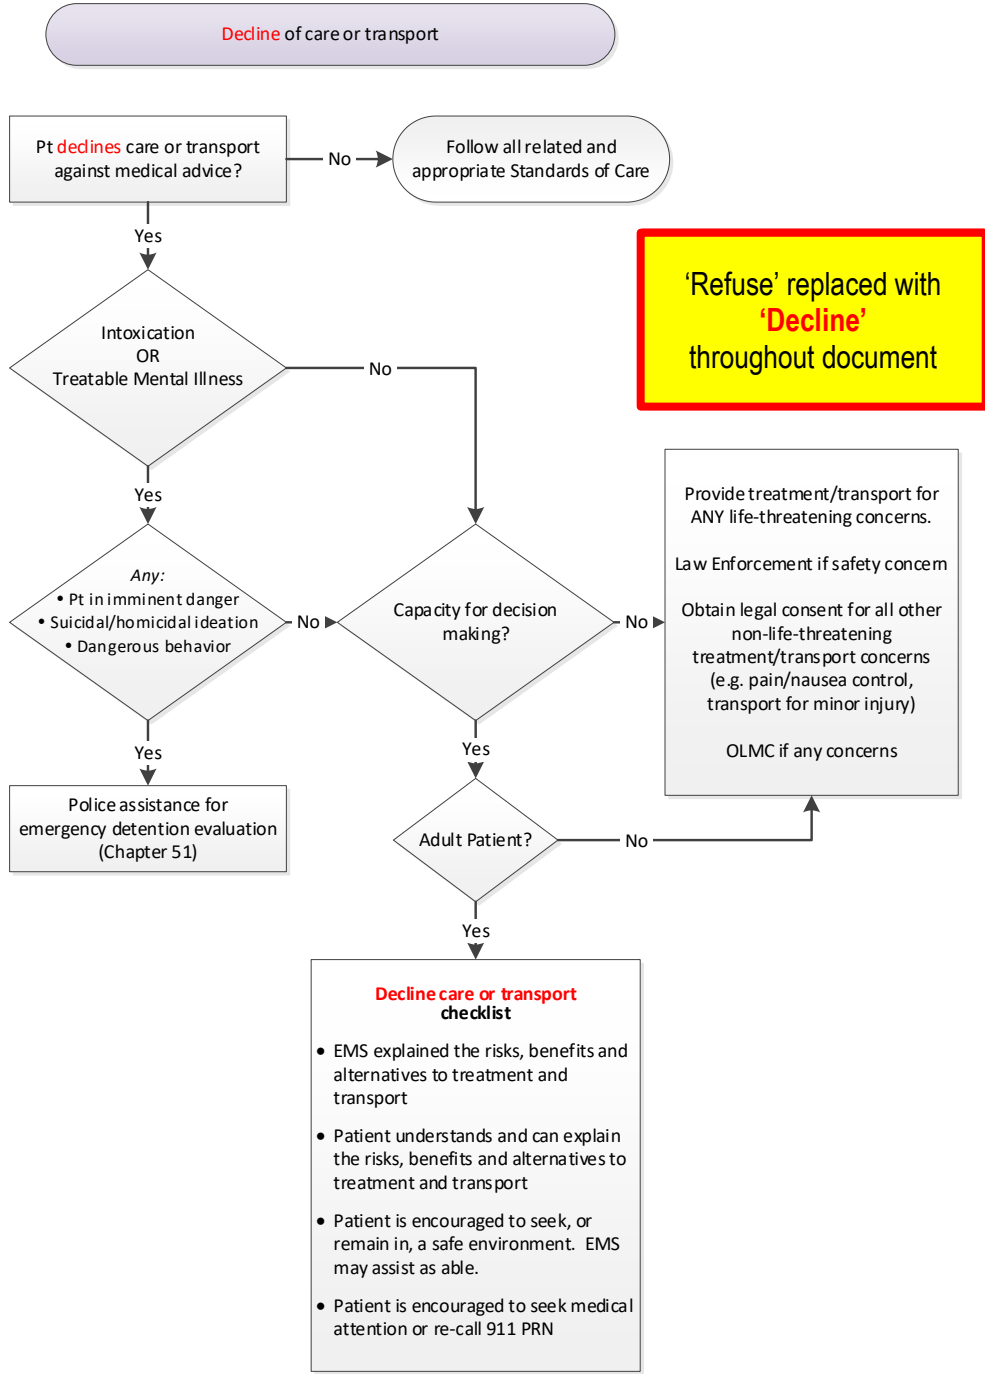 Decline of care or transport
Pt declines care or transport
against medical advice?
No
Follow all related and
appropriate Standards of Care
Yes
‘Refuse’ replaced with
‘Decline’
throughout document
Intoxication
OR
Treatable Mental Illness
No
Yes
Any:
• Pt in imminent danger
• Suicidal/homicidal ideation
• Dangerous behavior
No
Capacity for decision
making?
No
Provide treatment/transport for
ANY life-threatening concerns.
Law Enforcement if safety concern
Obtain legal consent for all other
non-life-threatening
treatment/transport concerns
(e.g. pain/nausea control,
transport for minor injury)
OLMC if any concerns
Yes
Police assistance for
emergency detention evaluation
(Chapter 51)
Yes
Adult Patient?
No
Yes
Decline care or transport
checklist
• EMS explained the risks, benefits and
alternatives to treatment and
transport
• Patient understands and can explain
the risks, benefits and alternatives to
treatment and transport
• Patient is encouraged to seek, or
remain in, a safe environment. EMS
may assist as able.
• Patient is encouraged to seek medical
attention or re-call 911 PRN